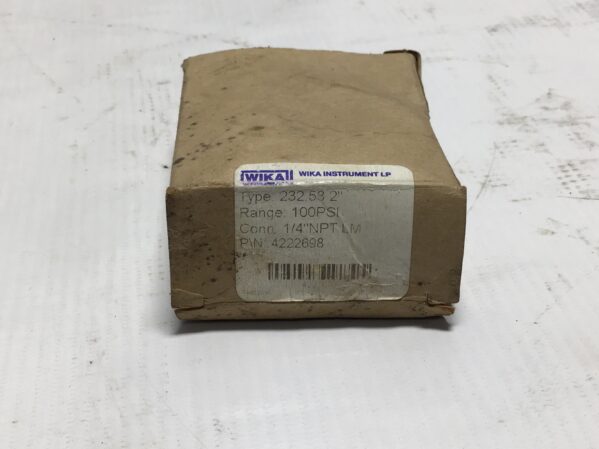 WIKA WIKA INSTRUMENT LP
Type: 232.53 2"
Range: 100PSI
Conn: 1/4"NPT LM
P\N: 4222698